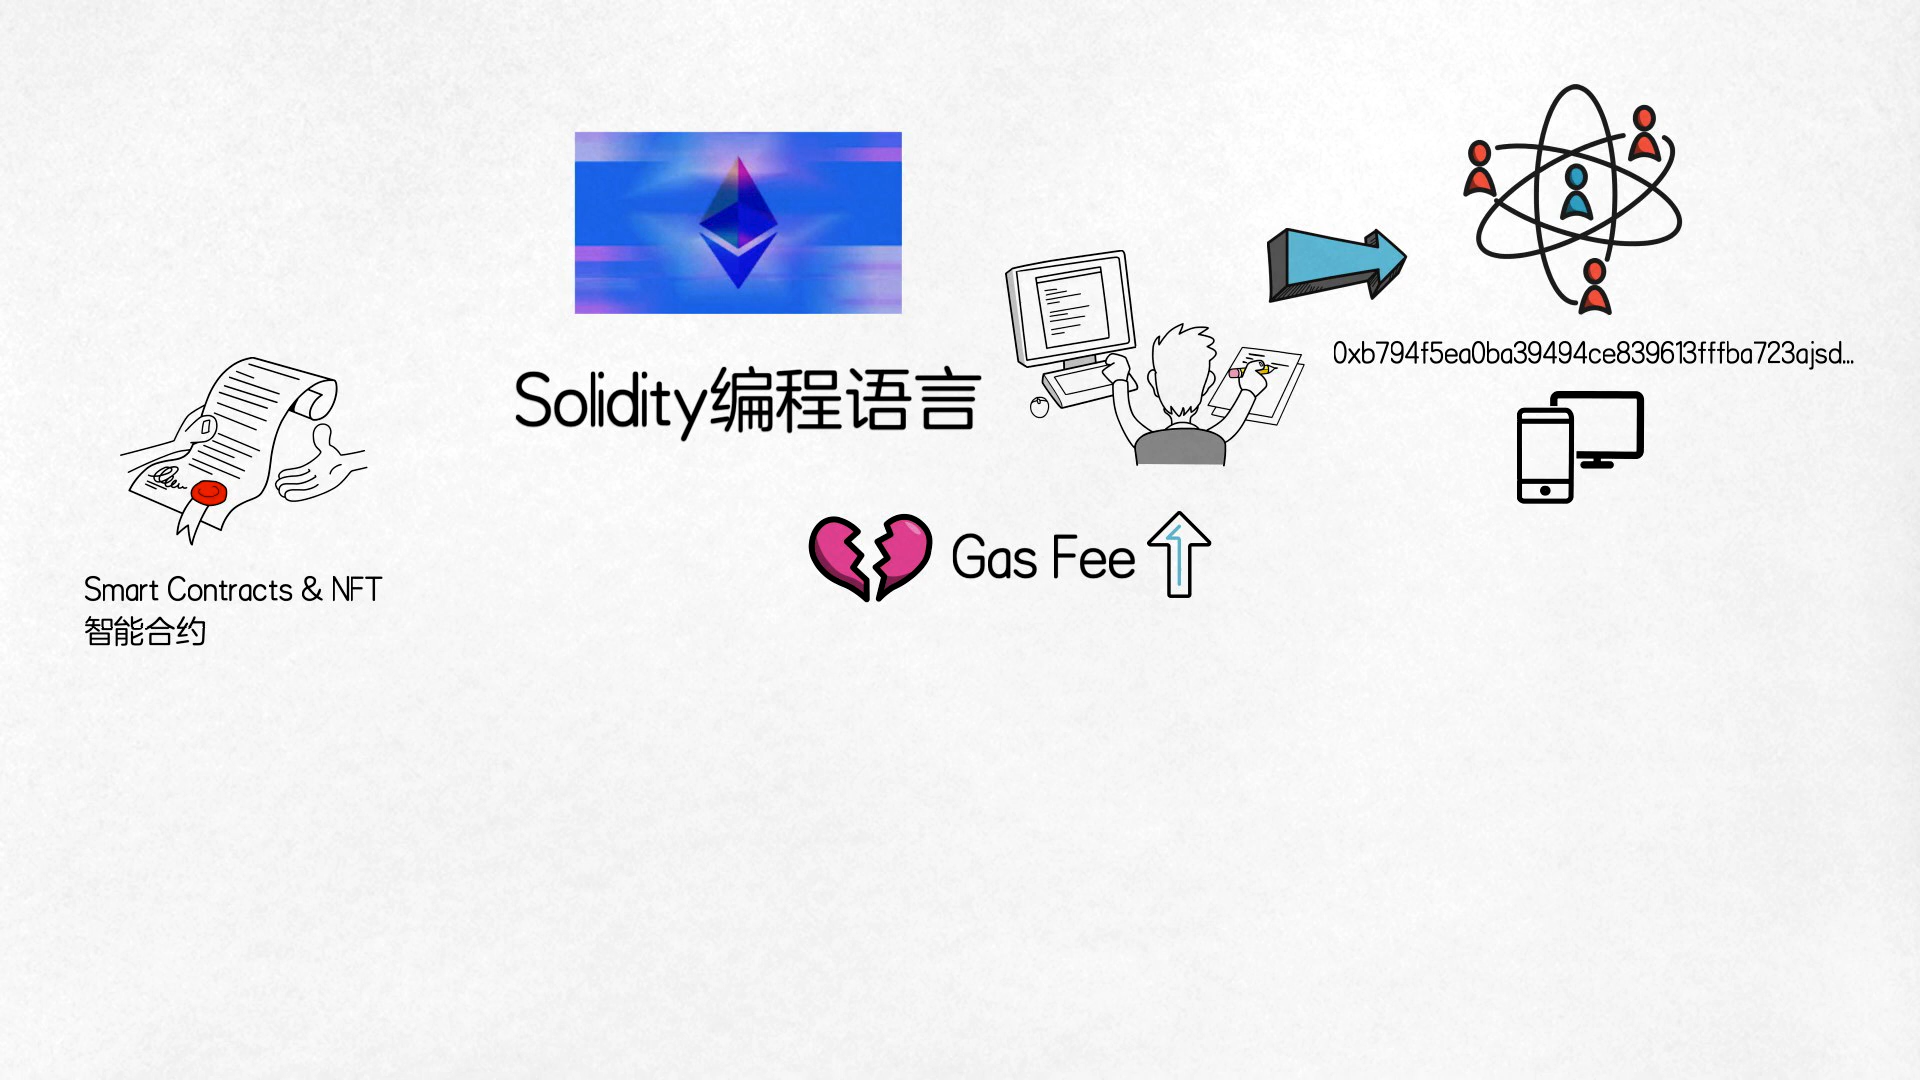 Solidity编程语言
0xb794f5ea0ba39494ce839613fffba723ajsd...
Gas Fee
Smart Contracts & NFT
智能合约